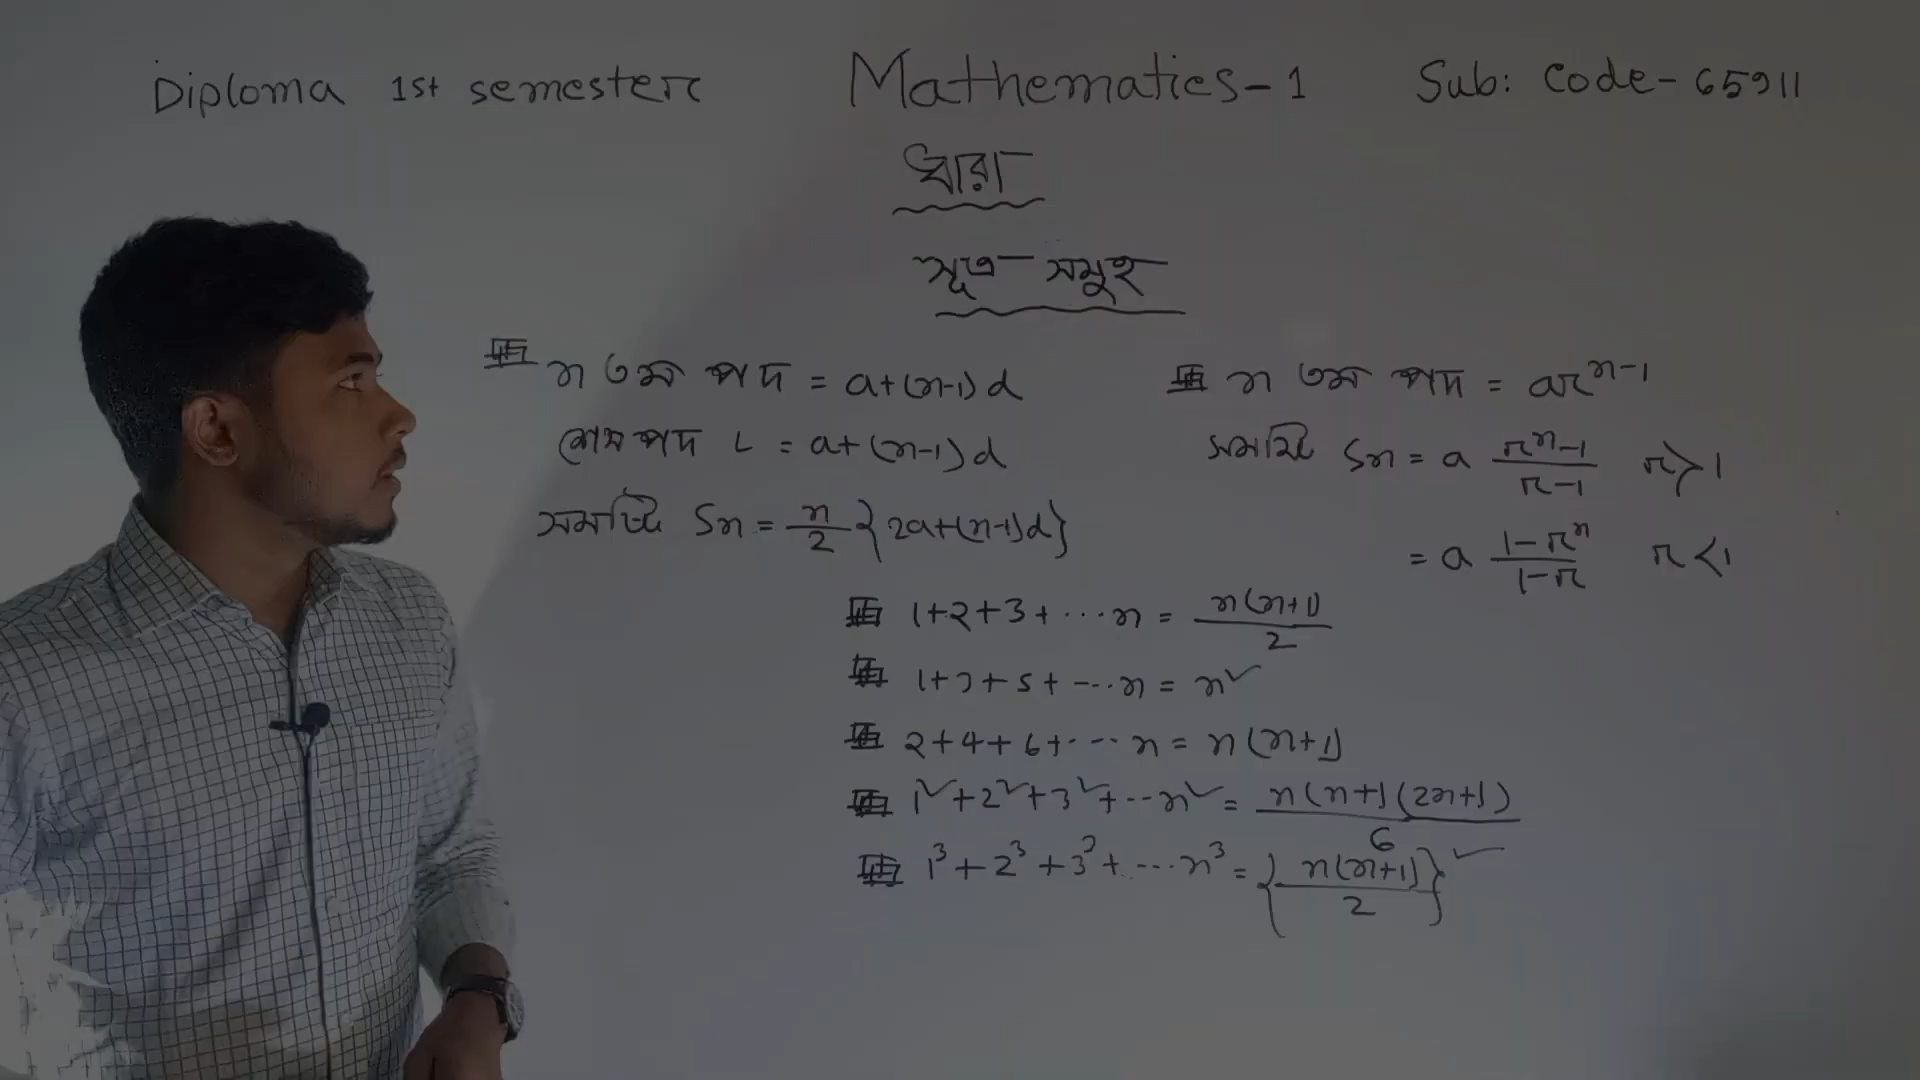 Diploma 1st semester Mathematics-1 Sub: Code-65911
ধারা
সূত্র সমূহ
n তম পদ = a+(n-1)d
শেষ পদ L = a+(n-1)d
সমষ্টি Sn = n/2 {2a+(n-1)d}
n তম পদ = ar^n-1
সমষ্টি Sn = a r^n-1/r-1 r>1
= a 1-r^n/1-r r<1
1+2+3+ ...n = n(n+1)/2
1+3+5+ ---n = n²
2+4+6+--- n = n(n+1)
1²+2²+3²+--n² = n(n+1)(2n+1)/6
1³+2³+3³+...n³ = {n(n+1)/2}²